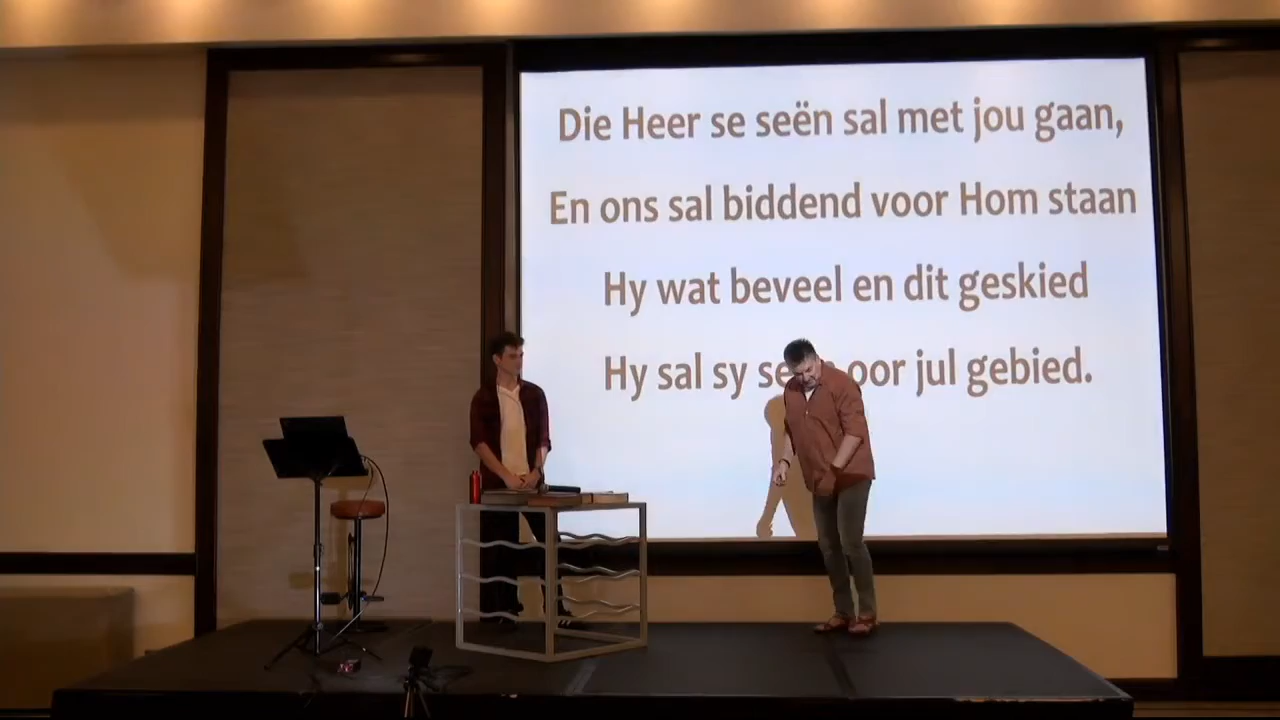 Die Heer se seën sal met jou gaan,
En ons sal biddend voor Hom staan
Hy wat beveel en dit geskied
Hy sal sy jul gebied.